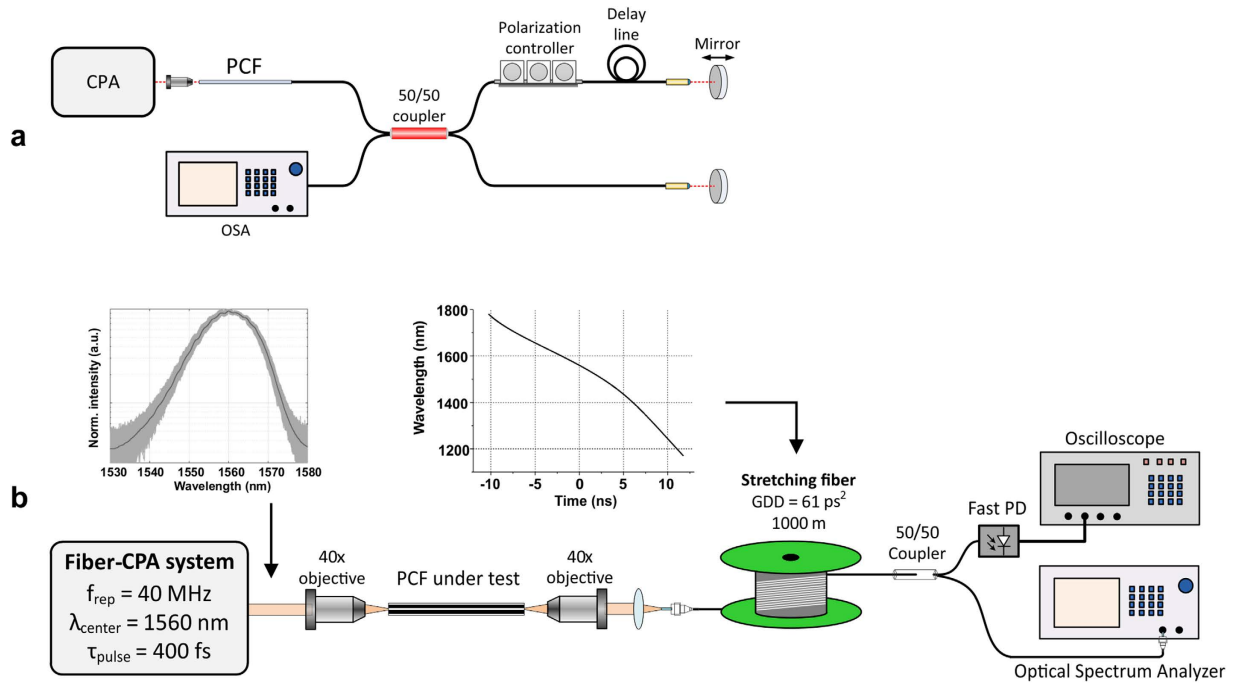 CPA
PCF
50/50
coupler
Polarization
controller
Delay
line
Mirror
a
OSA
Norm. intensity (a.u.)
1530 1540 1550 1560 1570 1580
Wavelength (nm)
Wavelength (nm)
1800
1600
1400
1200
-10 -5 0 5 10
Time (ns)
b
Fiber-CPA system
f_rep = 40 MHz
λ_center = 1560 nm
τ_pulse = 400 fs
40x
objective
PCF under test
40x
objective
Stretching fiber
GDD = 61 ps²
1000 m
50/50
Coupler
Fast PD
Oscilloscope
Optical Spectrum Analyzer